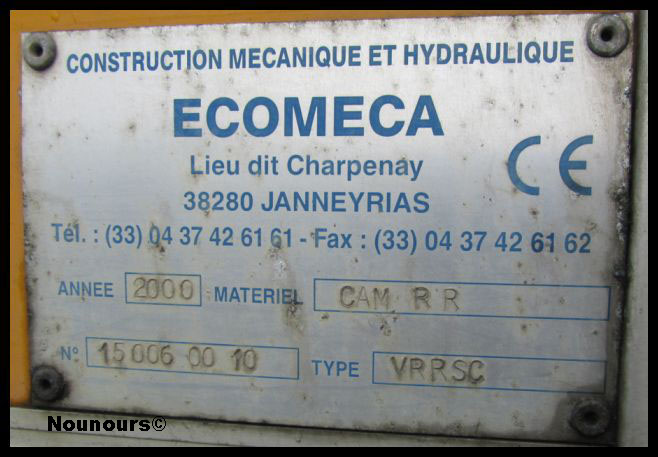 CONSTRUCTION MECANIQUE ET HYDRAULIQUE
ECOMECA
Lieu dit Charpenay
38280 JANNEYRIAS
CE
Tél. : (33) 04 37 42 61 61 - Fax : (33) 04 37 42 61 62
ANNEE 2000 MATERIEL CAM RR
N° 15 006 00 10 TYPE VRRSC
Nounours©